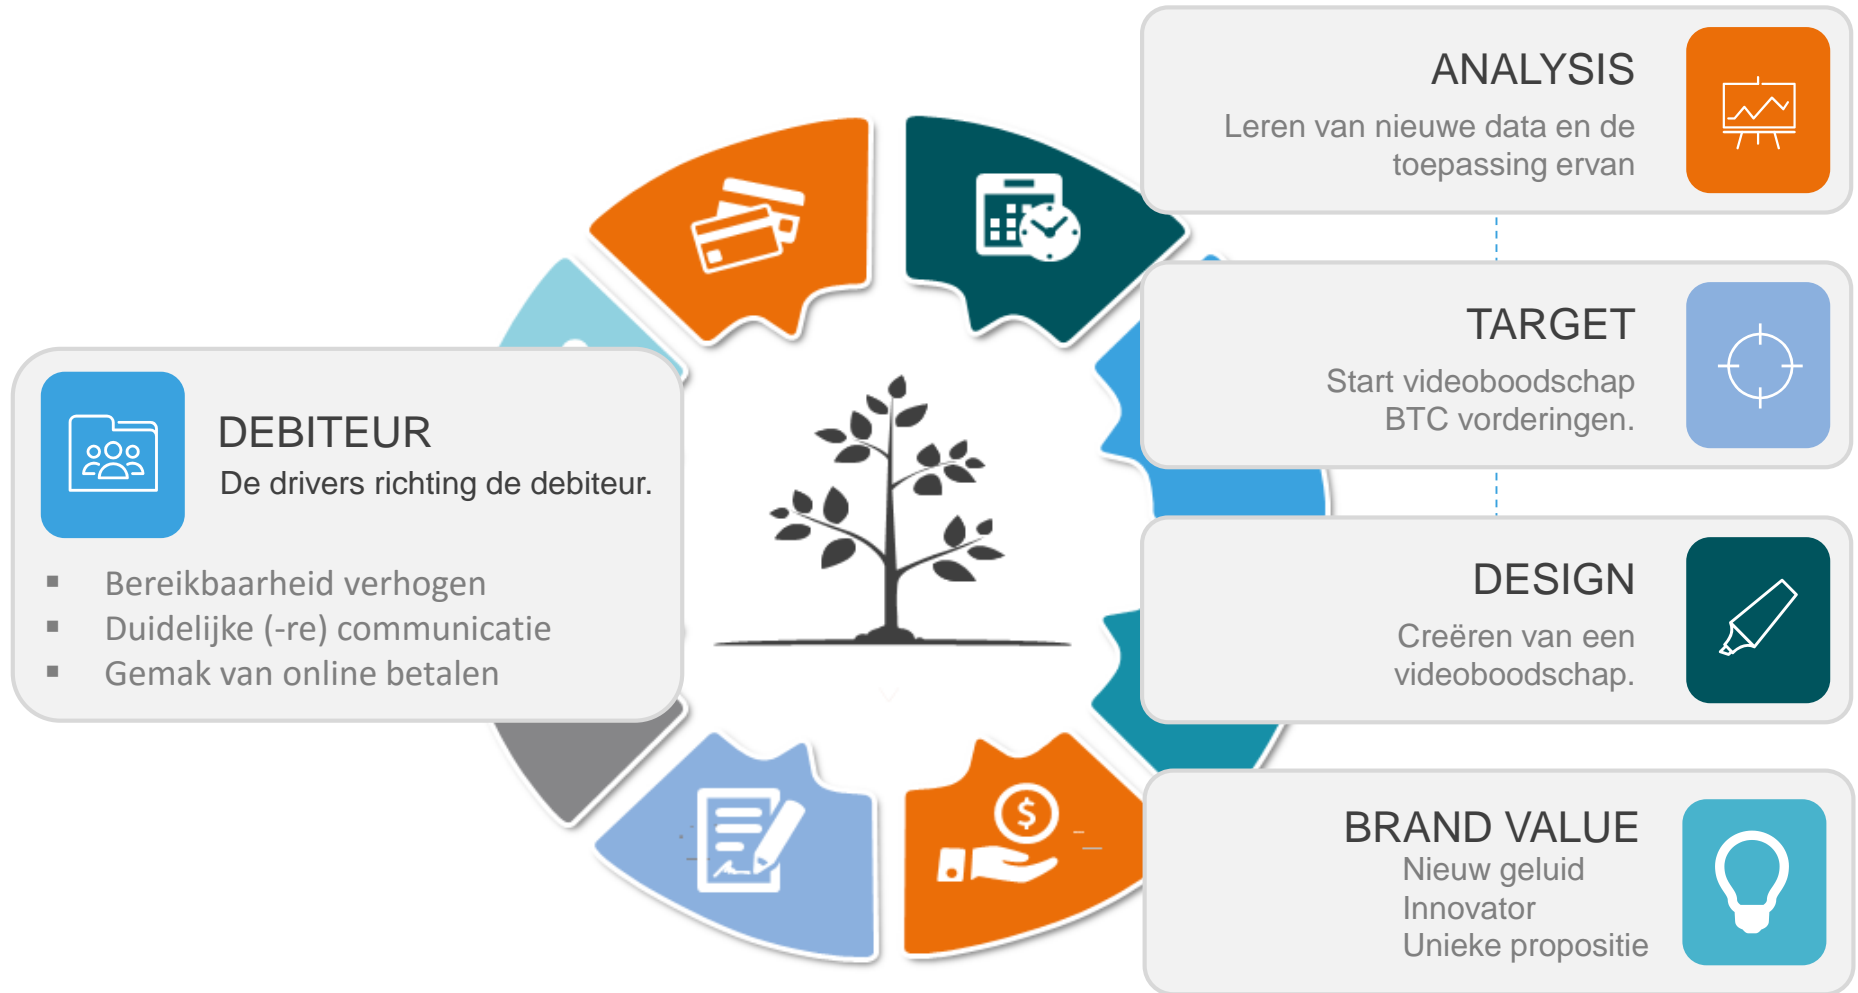 ANALYSIS
Leren van nieuwe data en de
toepassing ervan
TARGET
Start videoboodschap
BTC vorderingen.
DEBITEUR
De drivers richting de debiteur.
▪ Bereikbaarheid verhogen
▪ Duidelijke (-re) communicatie
▪ Gemak van online betalen
DESIGN
Creëren van een
videoboodschap.
BRAND VALUE
Nieuw geluid
Innovator
Unieke propositie
$